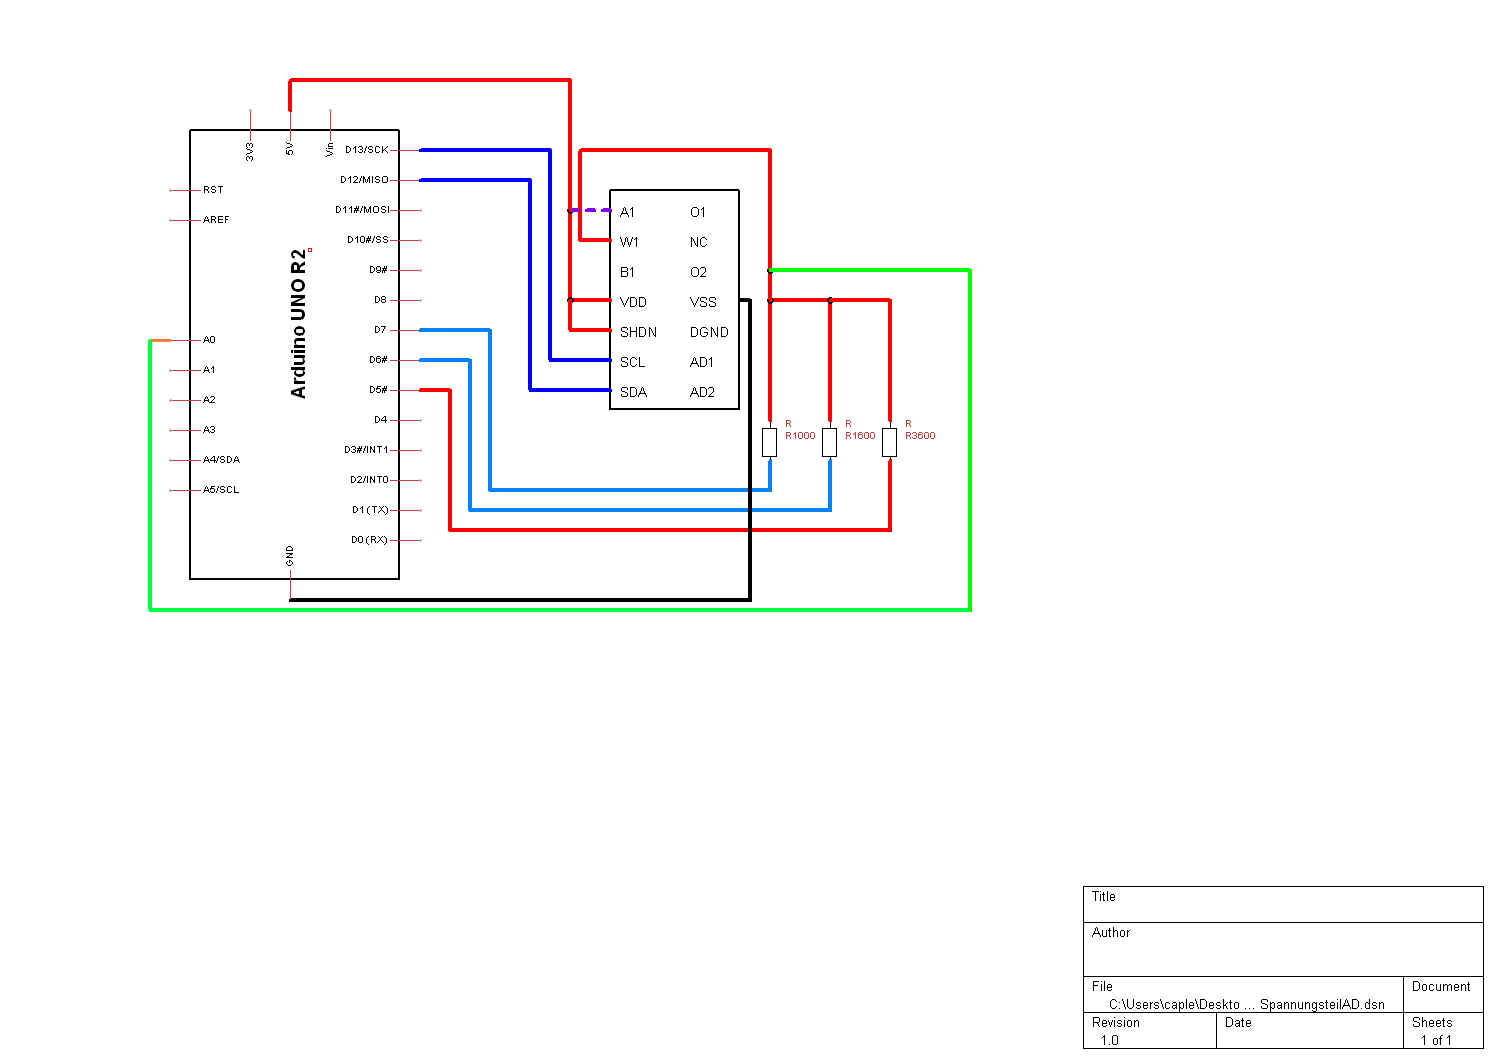 3V3
5V
Vin
D13/SCK
D12/MISO
D11#/MOSI
D10#/SS
D9#
D8
D7
D6#
D5#
D4
D3#/INT1
D2/INT0
D1(TX)
D0(RX)
RST
AREF
A0
A1
A2
A3
A4/SDA
A5/SCL
Arduino UNO R2
GND
A1 O1
W1 NC
B1 O2
VDD VSS
SHDN DGND
SCL AD1
SDA AD2
R
R1000
R
R1600
R
R3600
Title
Author
File Document
C:\Users\caple\Deskto ... SpannungsteilAD.dsn
Revision Date Sheets
1.0 1 of 1